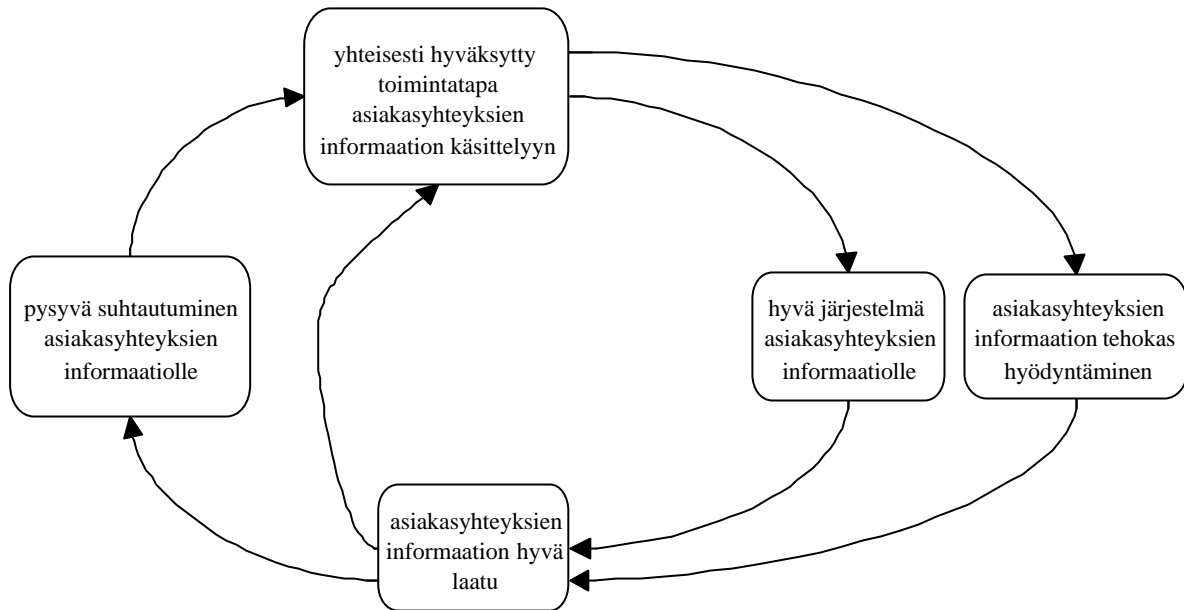 yhteisesti hyväksytty
toimintatapa
asiakasyhteyksien
informaation käsittelyyn
pysyvä suhtautuminen
asiakasyhteyksien
informaatiolle
hyvä järjestelmä
asiakasyhteyksien
informaatiolle
asiakasyhteyksien
informaation tehokas
hyödyntäminen
asiakasyhteyksien
informaation hyvä
laatu